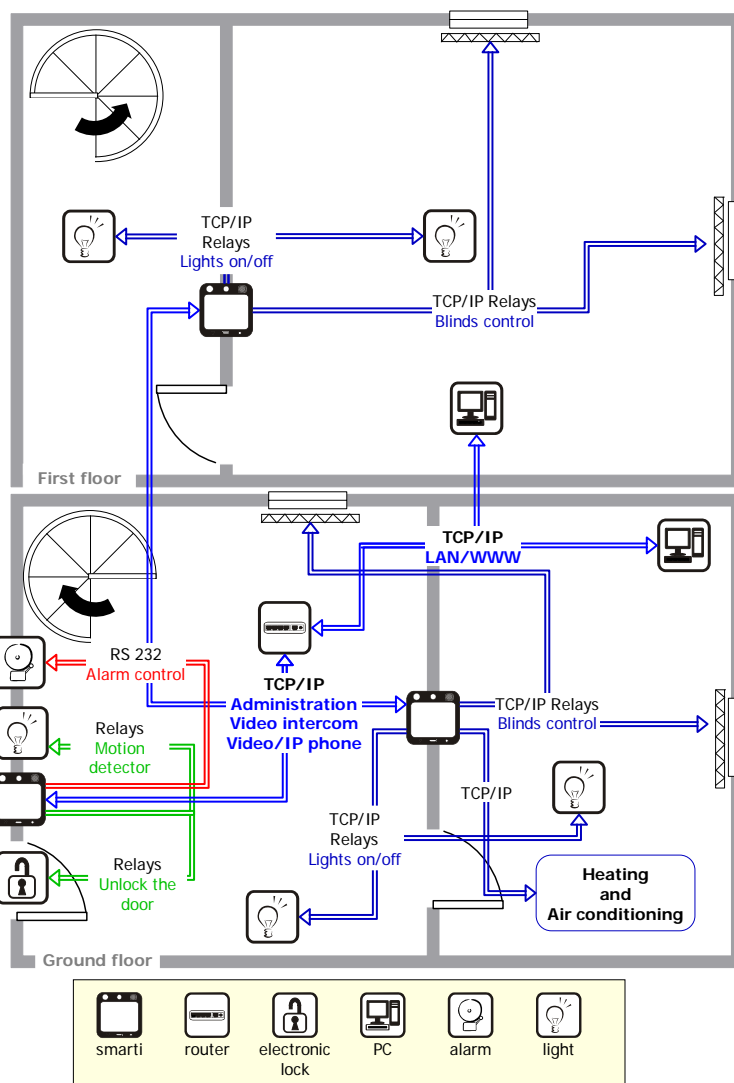 TCP/IP
Relays
Lights on/off
TCP/IP Relays
Blinds control
First floor
TCP/IP
LAN/WWW
RS 232
Alarm control
TCP/IP
Administration
Video intercom
Video/IP phone
TCP/IP Relays
Blinds control
Relays
Motion
detector
TCP/IP
TCP/IP
Relays
Lights on/off
Relays
Unlock the
door
Heating
and
Air conditioning
Ground floor
smarti
router
electronic
lock
PC
alarm
light